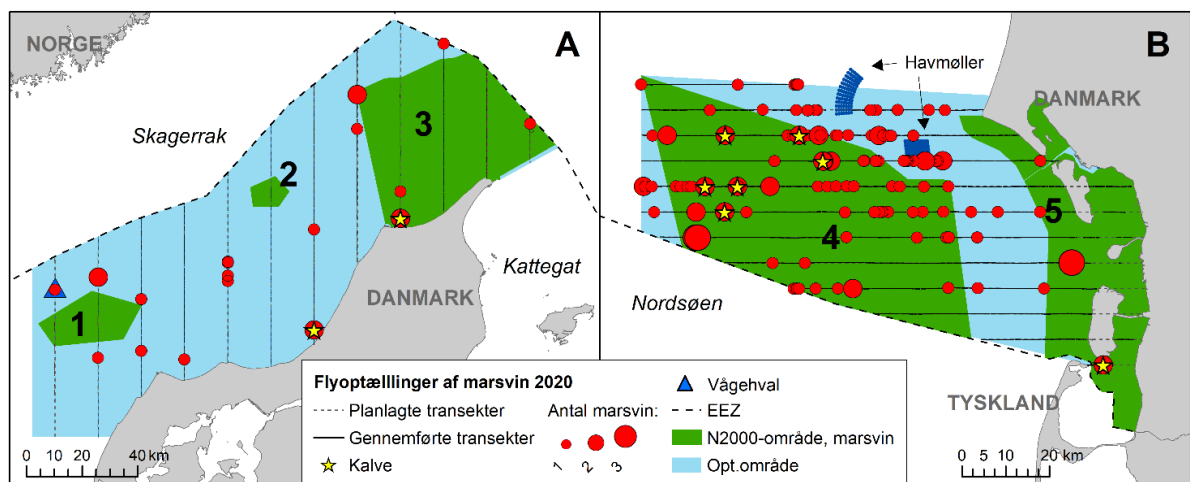 NORGE
A
Skagerrak
3
2
1
DANMARK
Kattegat
0 10 20 40 km
B
Havmøller
DANMARK
4
5
Nordsøen
TYSKLAND
0 5 10 20 km
Flyoptælllinger af marsvin 2020
Planlagte transekter
Gennemførte transekter
Kalve
Antal marsvin:
1 2 3
Vågehval
EEZ
N2000-område, marsvin
Opt.område